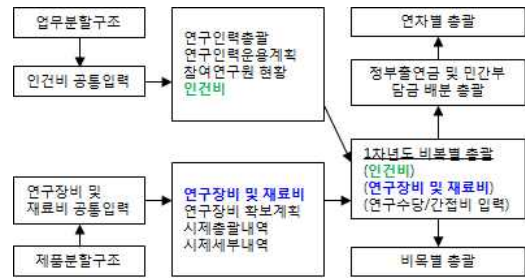 업무분할구조
인건비 공통입력
연구인력총괄
연구인력운용계획
참여연구원 현황
인건비
연차별 총괄
정부출연금 및 민간부
담금 배분 총괄
연구장비 및
재료비 공통입력
제품분할구조
연구장비 및 재료비
연구장비 확보계획
시제총괄내역
시제세부내역
1차년도 비목별 총괄
(인건비)
(연구장비 및 재료비)
(연구수당/간접비 입력)
비목별 총괄